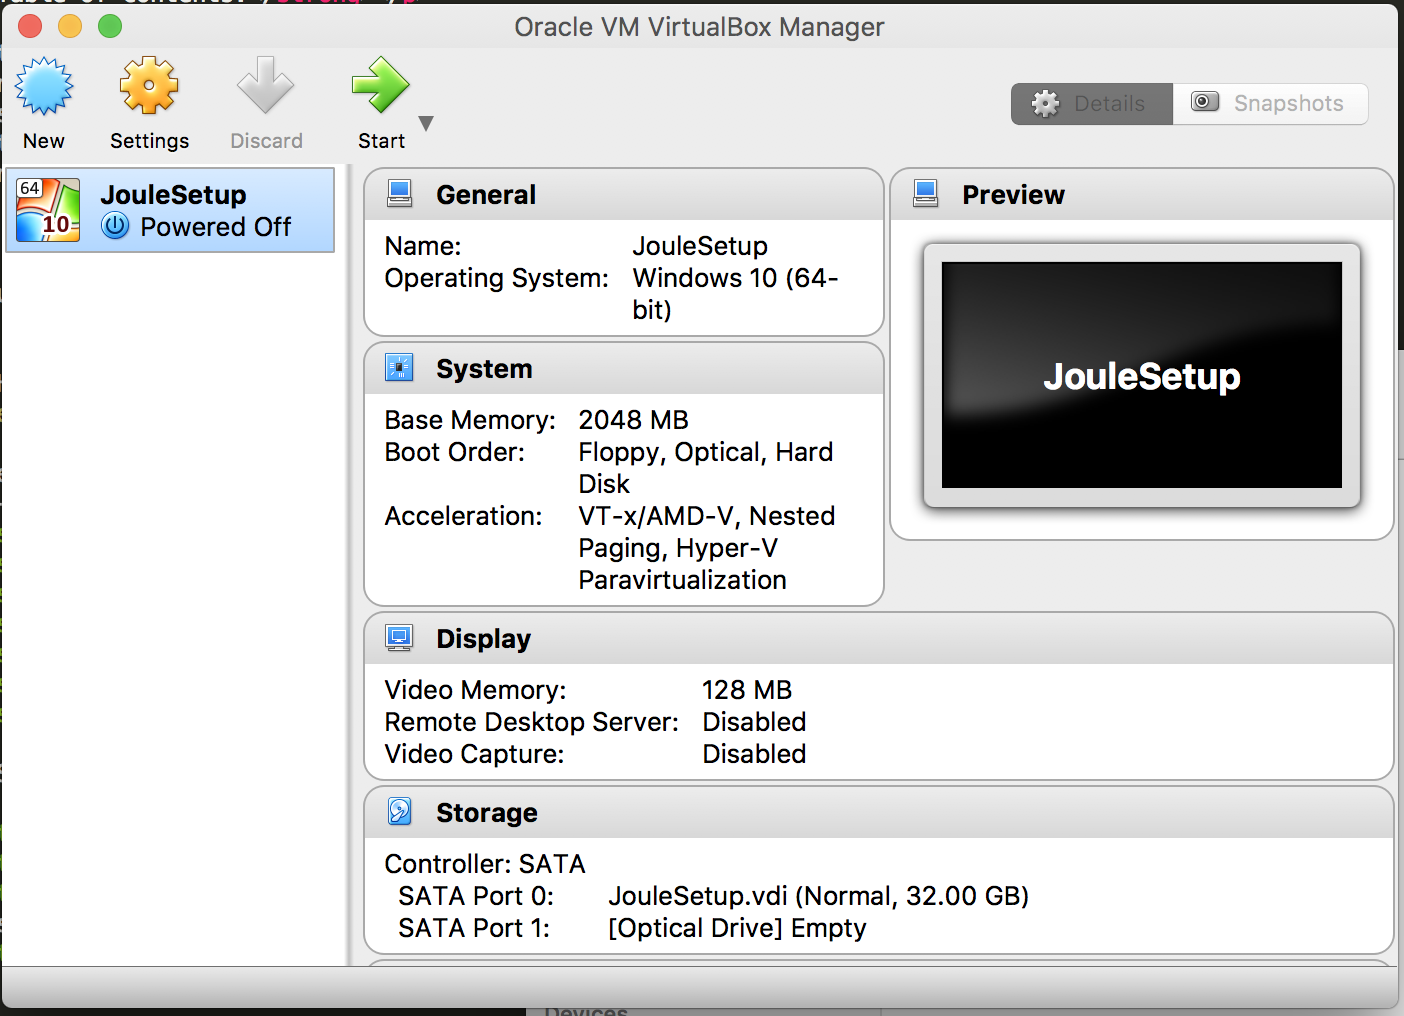 Oracle VM VirtualBox Manager
New
Settings
Discard
Start
Details
Snapshots
64
10
JouleSetup
Powered Off
General
Name: JouleSetup
Operating System: Windows 10 (64-
bit)
System
Base Memory: 2048 MB
Boot Order: Floppy, Optical, Hard
Disk
Acceleration: VT-x/AMD-V, Nested
Paging, Hyper-V
Paravirtualization
Preview
JouleSetup
Display
Video Memory: 128 MB
Remote Desktop Server: Disabled
Video Capture: Disabled
Storage
Controller: SATA
SATA Port 0: JouleSetup.vdi (Normal, 32.00 GB)
SATA Port 1: [Optical Drive] Empty
Devices